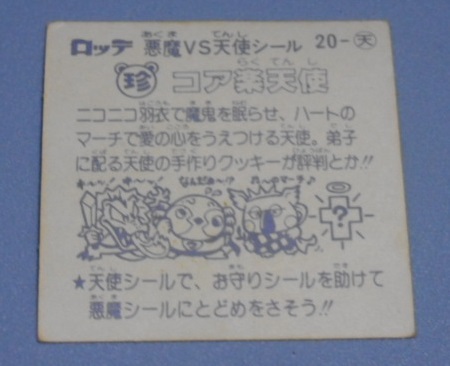 ロッテ 悪魔VS天使シール 20-天
珍 コア楽天使
ニコニコ羽衣で魔鬼を眠らせ、ハートの
マーチで愛の心をうえつける天使。弟子
に配る天使の手作りクッキーが評判とか!!
なんだぁ〜!?
?
★天使シールで、お守りシールを助けて
悪魔シールにとどめをさそう!!